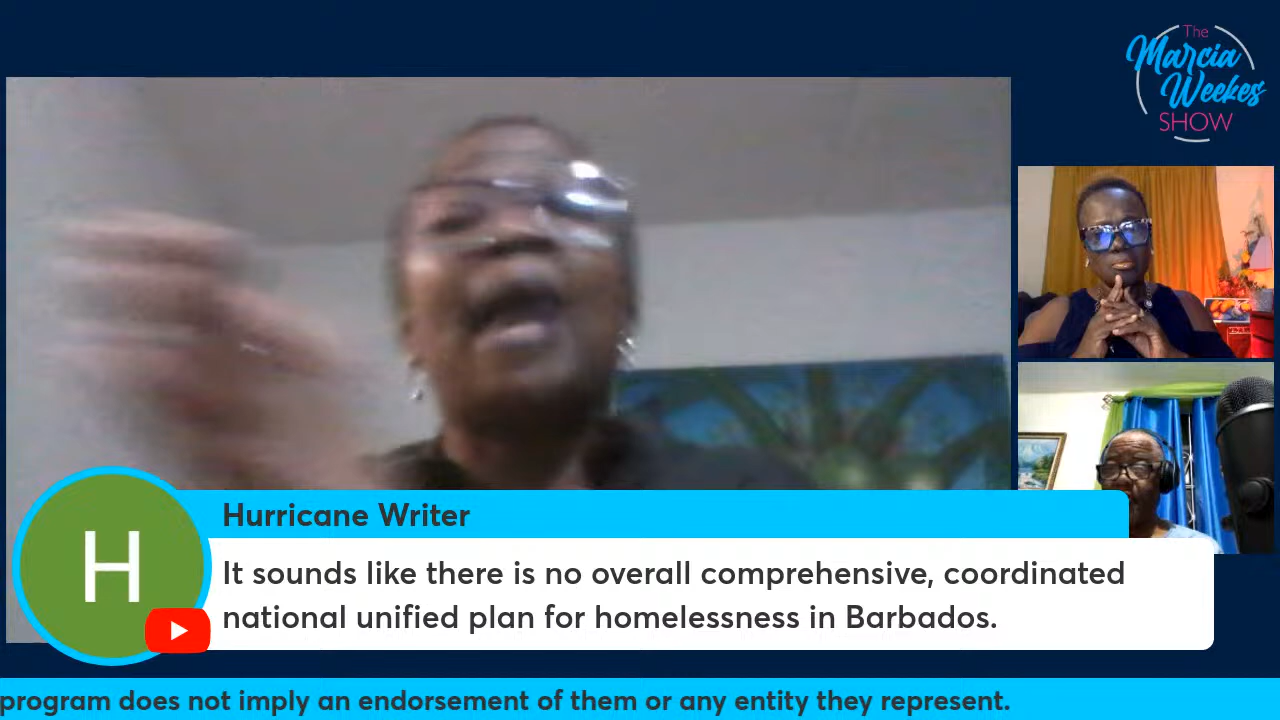 The
Marcia
Weekes
SHOW
H
Hurricane Writer
It sounds like there is no overall comprehensive, coordinated
national unified plan for homelessness in Barbados.
program does not imply an endorsement of them or any entity they represent.